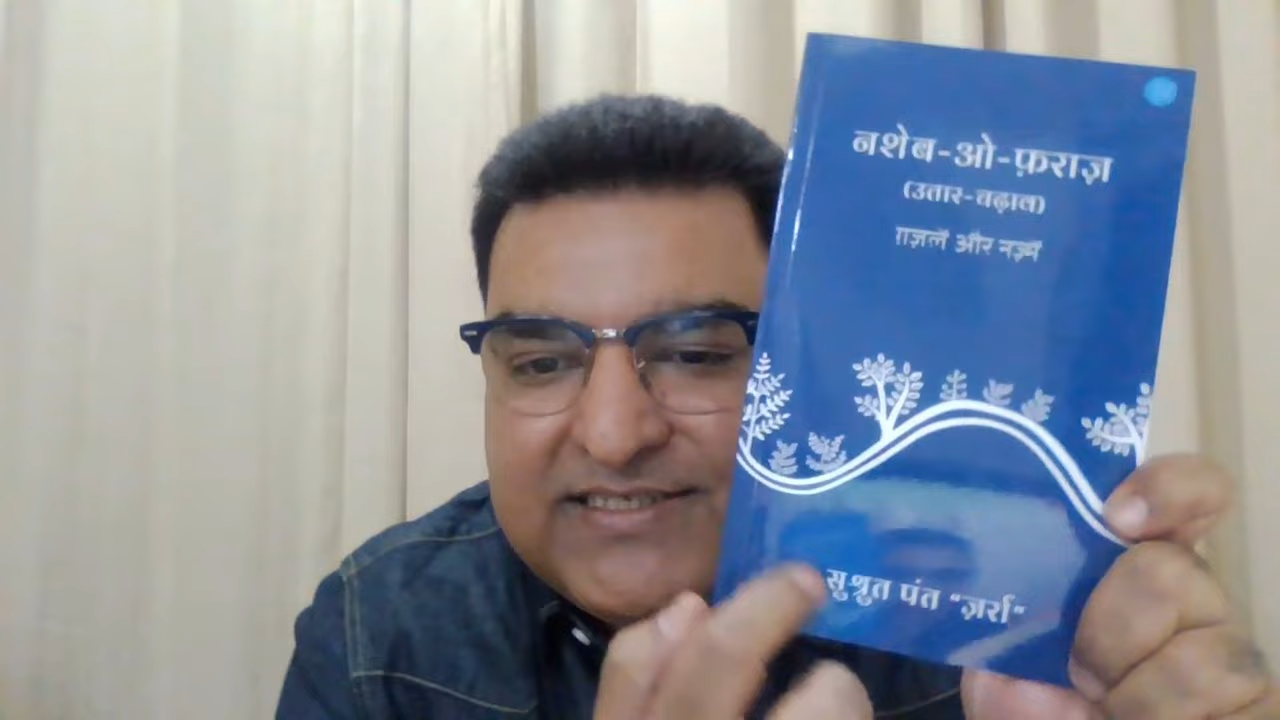 नशेब-ओ-फ़राज़
(उतार-चढ़ाव)
ग़ज़लें और नज़्में
सुश्रुत पंत "ज़र्रा"